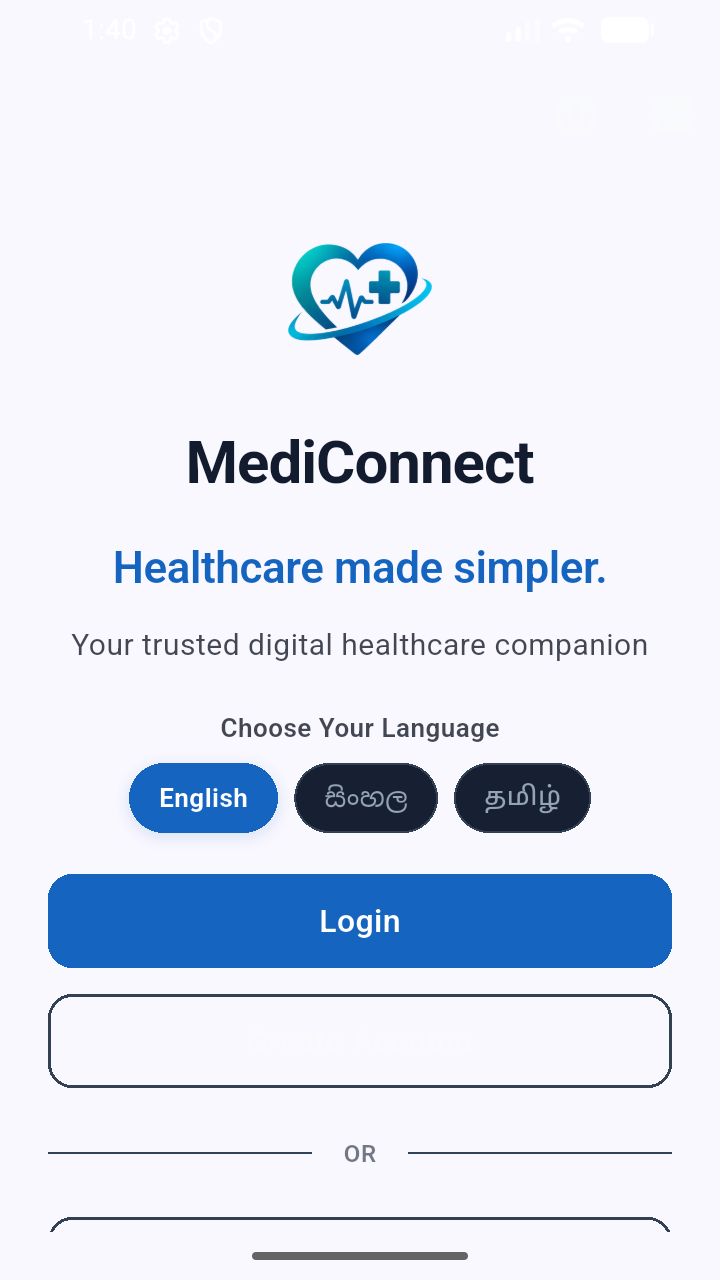 1:40
MediConnect
Healthcare made simpler.
Your trusted digital healthcare companion
Choose Your Language
English සිංහල தமிழ்
Login
OR